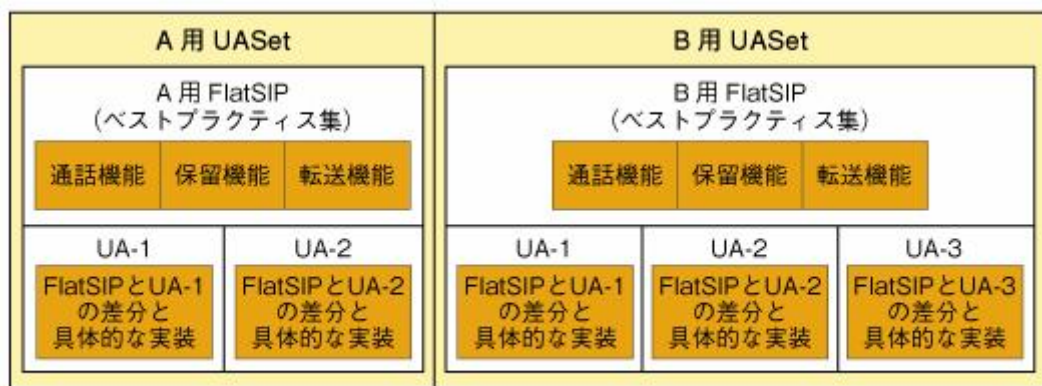 A 用 UASet
A 用 FlatSIP
（ベストプラクティス集）
通話機能
保留機能
転送機能
UA-1
FlatSIPとUA-1
の差分と
具体的な実装
UA-2
FlatSIPとUA-2
の差分と
具体的な実装
B 用 UASet
B 用 FlatSIP
（ベストプラクティス集）
通話機能
保留機能
転送機能
UA-1
FlatSIPとUA-1
の差分と
具体的な実装
UA-2
FlatSIPとUA-2
の差分と
具体的な実装
UA-3
FlatSIPとUA-3
の差分と
具体的な実装